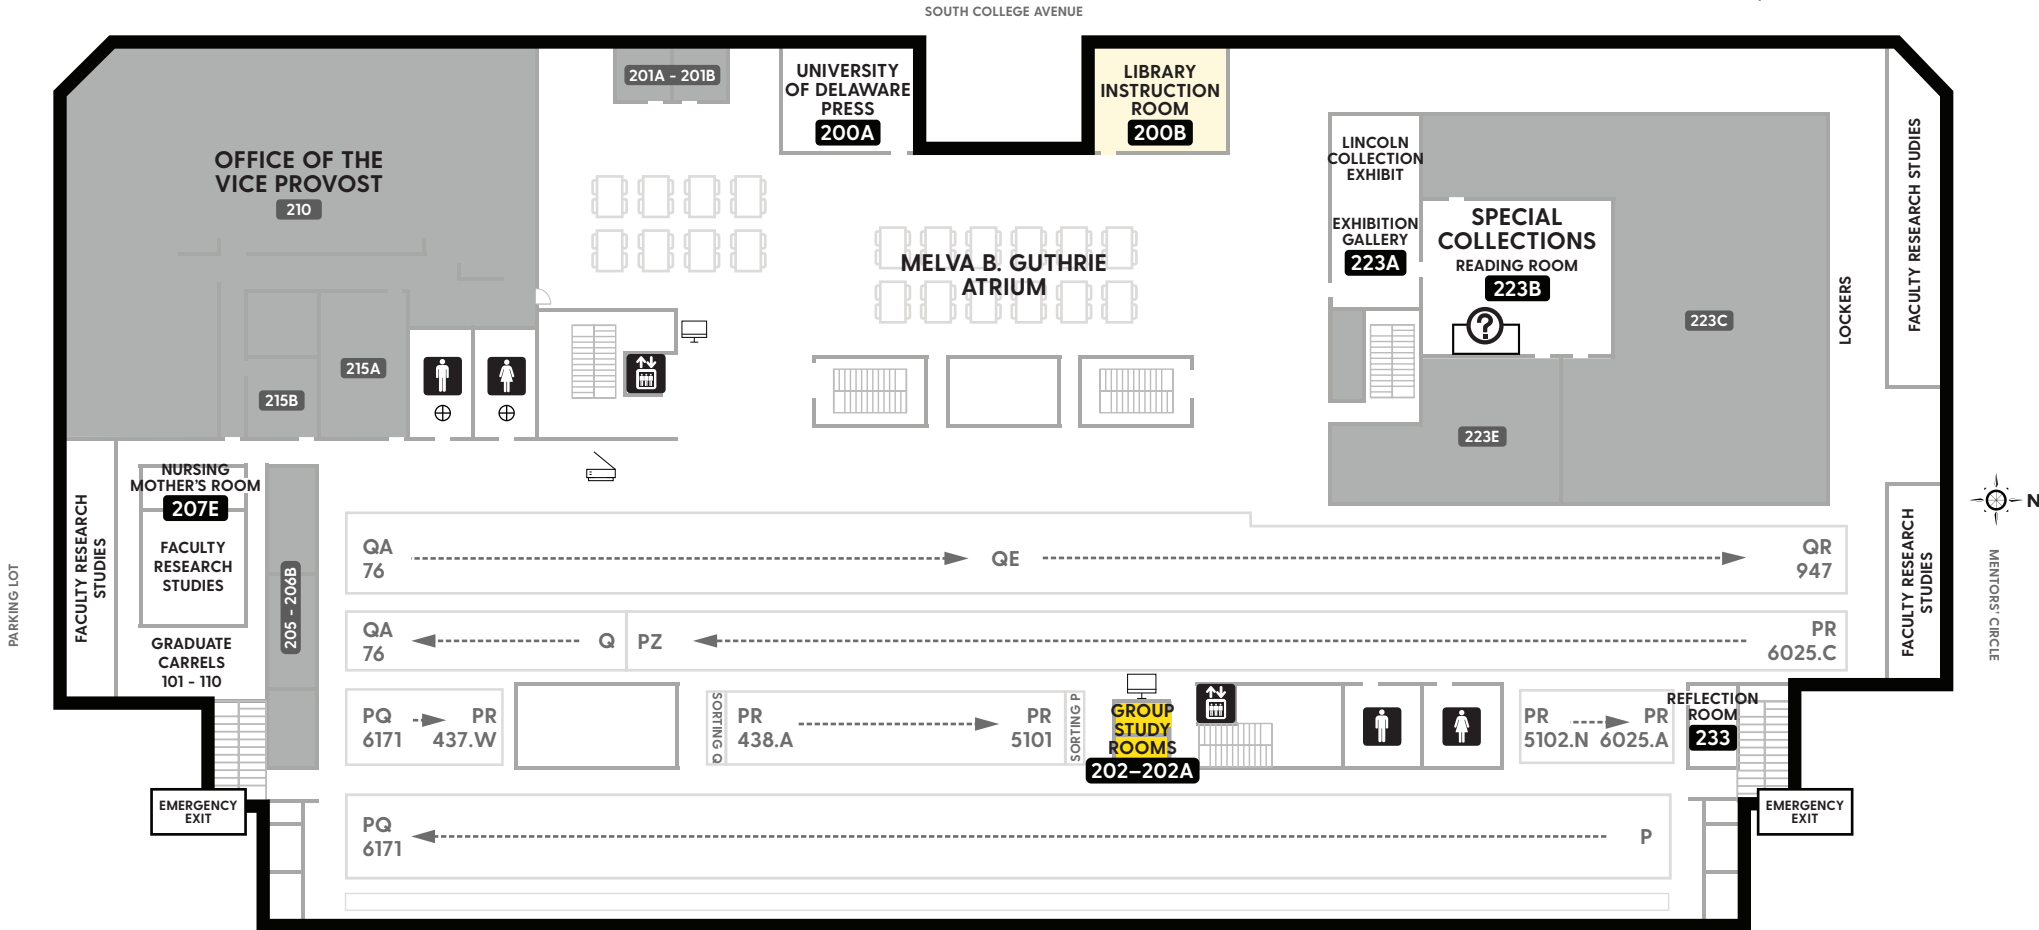 SOUTH COLLEGE AVENUE
201A - 201B
UNIVERSITY
OF DELAWARE
PRESS
200A
LIBRARY
INSTRUCTION
ROOM
200B
OFFICE OF THE
VICE PROVOST
210
LINCOLN
COLLECTION
EXHIBIT
EXHIBITION
GALLERY
223A
SPECIAL
COLLECTIONS
READING ROOM
223B
?
223C
LOCKERS
FACULTY RESEARCH STUDIES
MELVA B. GUTHRIE
ATRIUM
215A
215B
223E
NURSING
MOTHER'S ROOM
207E
FACULTY
RESEARCH
STUDIES
FACULTY RESEARCH
STUDIES
PARKING LOT
205 - 206B
GRADUATE
CARRELS
101 - 110
QA
76
QE
QR
947
QA
76
Q
PZ
PR
6025.C
FACULTY RESEARCH
STUDIES
N
MENTORS' CIRCLE
PQ
6171
PR
437.W
SORTING Q
PR
438.A
PR
5101
SORTING P
GROUP
STUDY
ROOMS
202–202A
PR
5102.N
PR
6025.A
REFLECTION
ROOM
233
EMERGENCY
EXIT
PQ
6171
P
EMERGENCY
EXIT